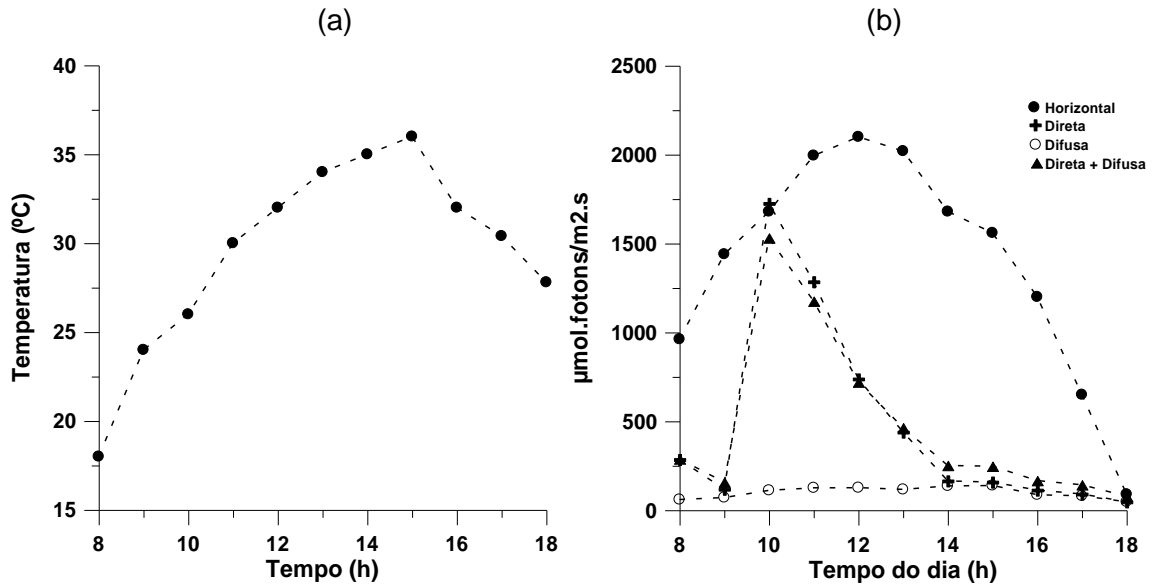 (a)
40
35
30
25
20
15
Temperatura (ºC)
8 10 12 14 16 18
Tempo (h)
(b)
2500
2000
1500
1000
500
0
µmol.fotons/m2.s
Horizontal
Direta
Difusa
Direta + Difusa
8 10 12 14 16 18
Tempo do dia (h)